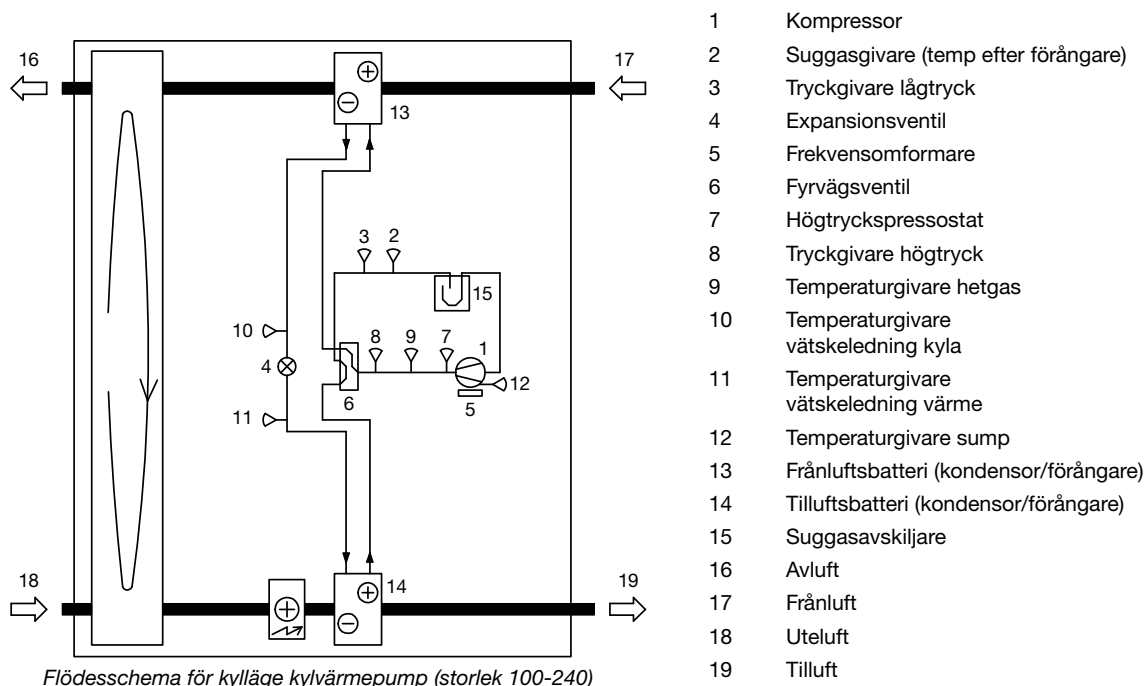 16
17
13
3 2
15
10
8 9 7 1
4
12
6
5
11
18
14
19
Flödesschema för kylläge kylvärmepump (storlek 100-240)
1 Kompressor
2 Suggasgivare (temp efter förångare)
3 Tryckgivare lågtryck
4 Expansionsventil
5 Frekvensomformare
6 Fyrvägsventil
7 Högtryckspressostat
8 Tryckgivare högtryck
9 Temperaturgivare hetgas
10 Temperaturgivare
vätskeledning kyla
11 Temperaturgivare
vätskeledning värme
12 Temperaturgivare sump
13 Frånluftsbatteri (kondensor/förångare)
14 Tilluftsbatteri (kondensor/förångare)
15 Suggasavskiljare
16 Avluft
17 Frånluft
18 Uteluft
19 Tilluft